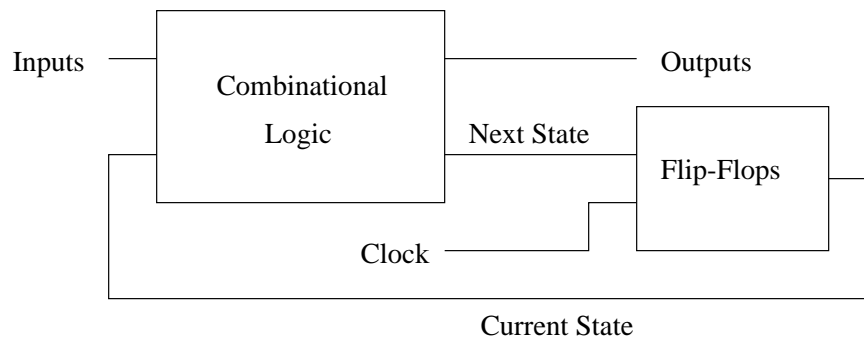 Inputs
Combinational
Logic
Outputs
Next State
Flip-Flops
Clock
Current State